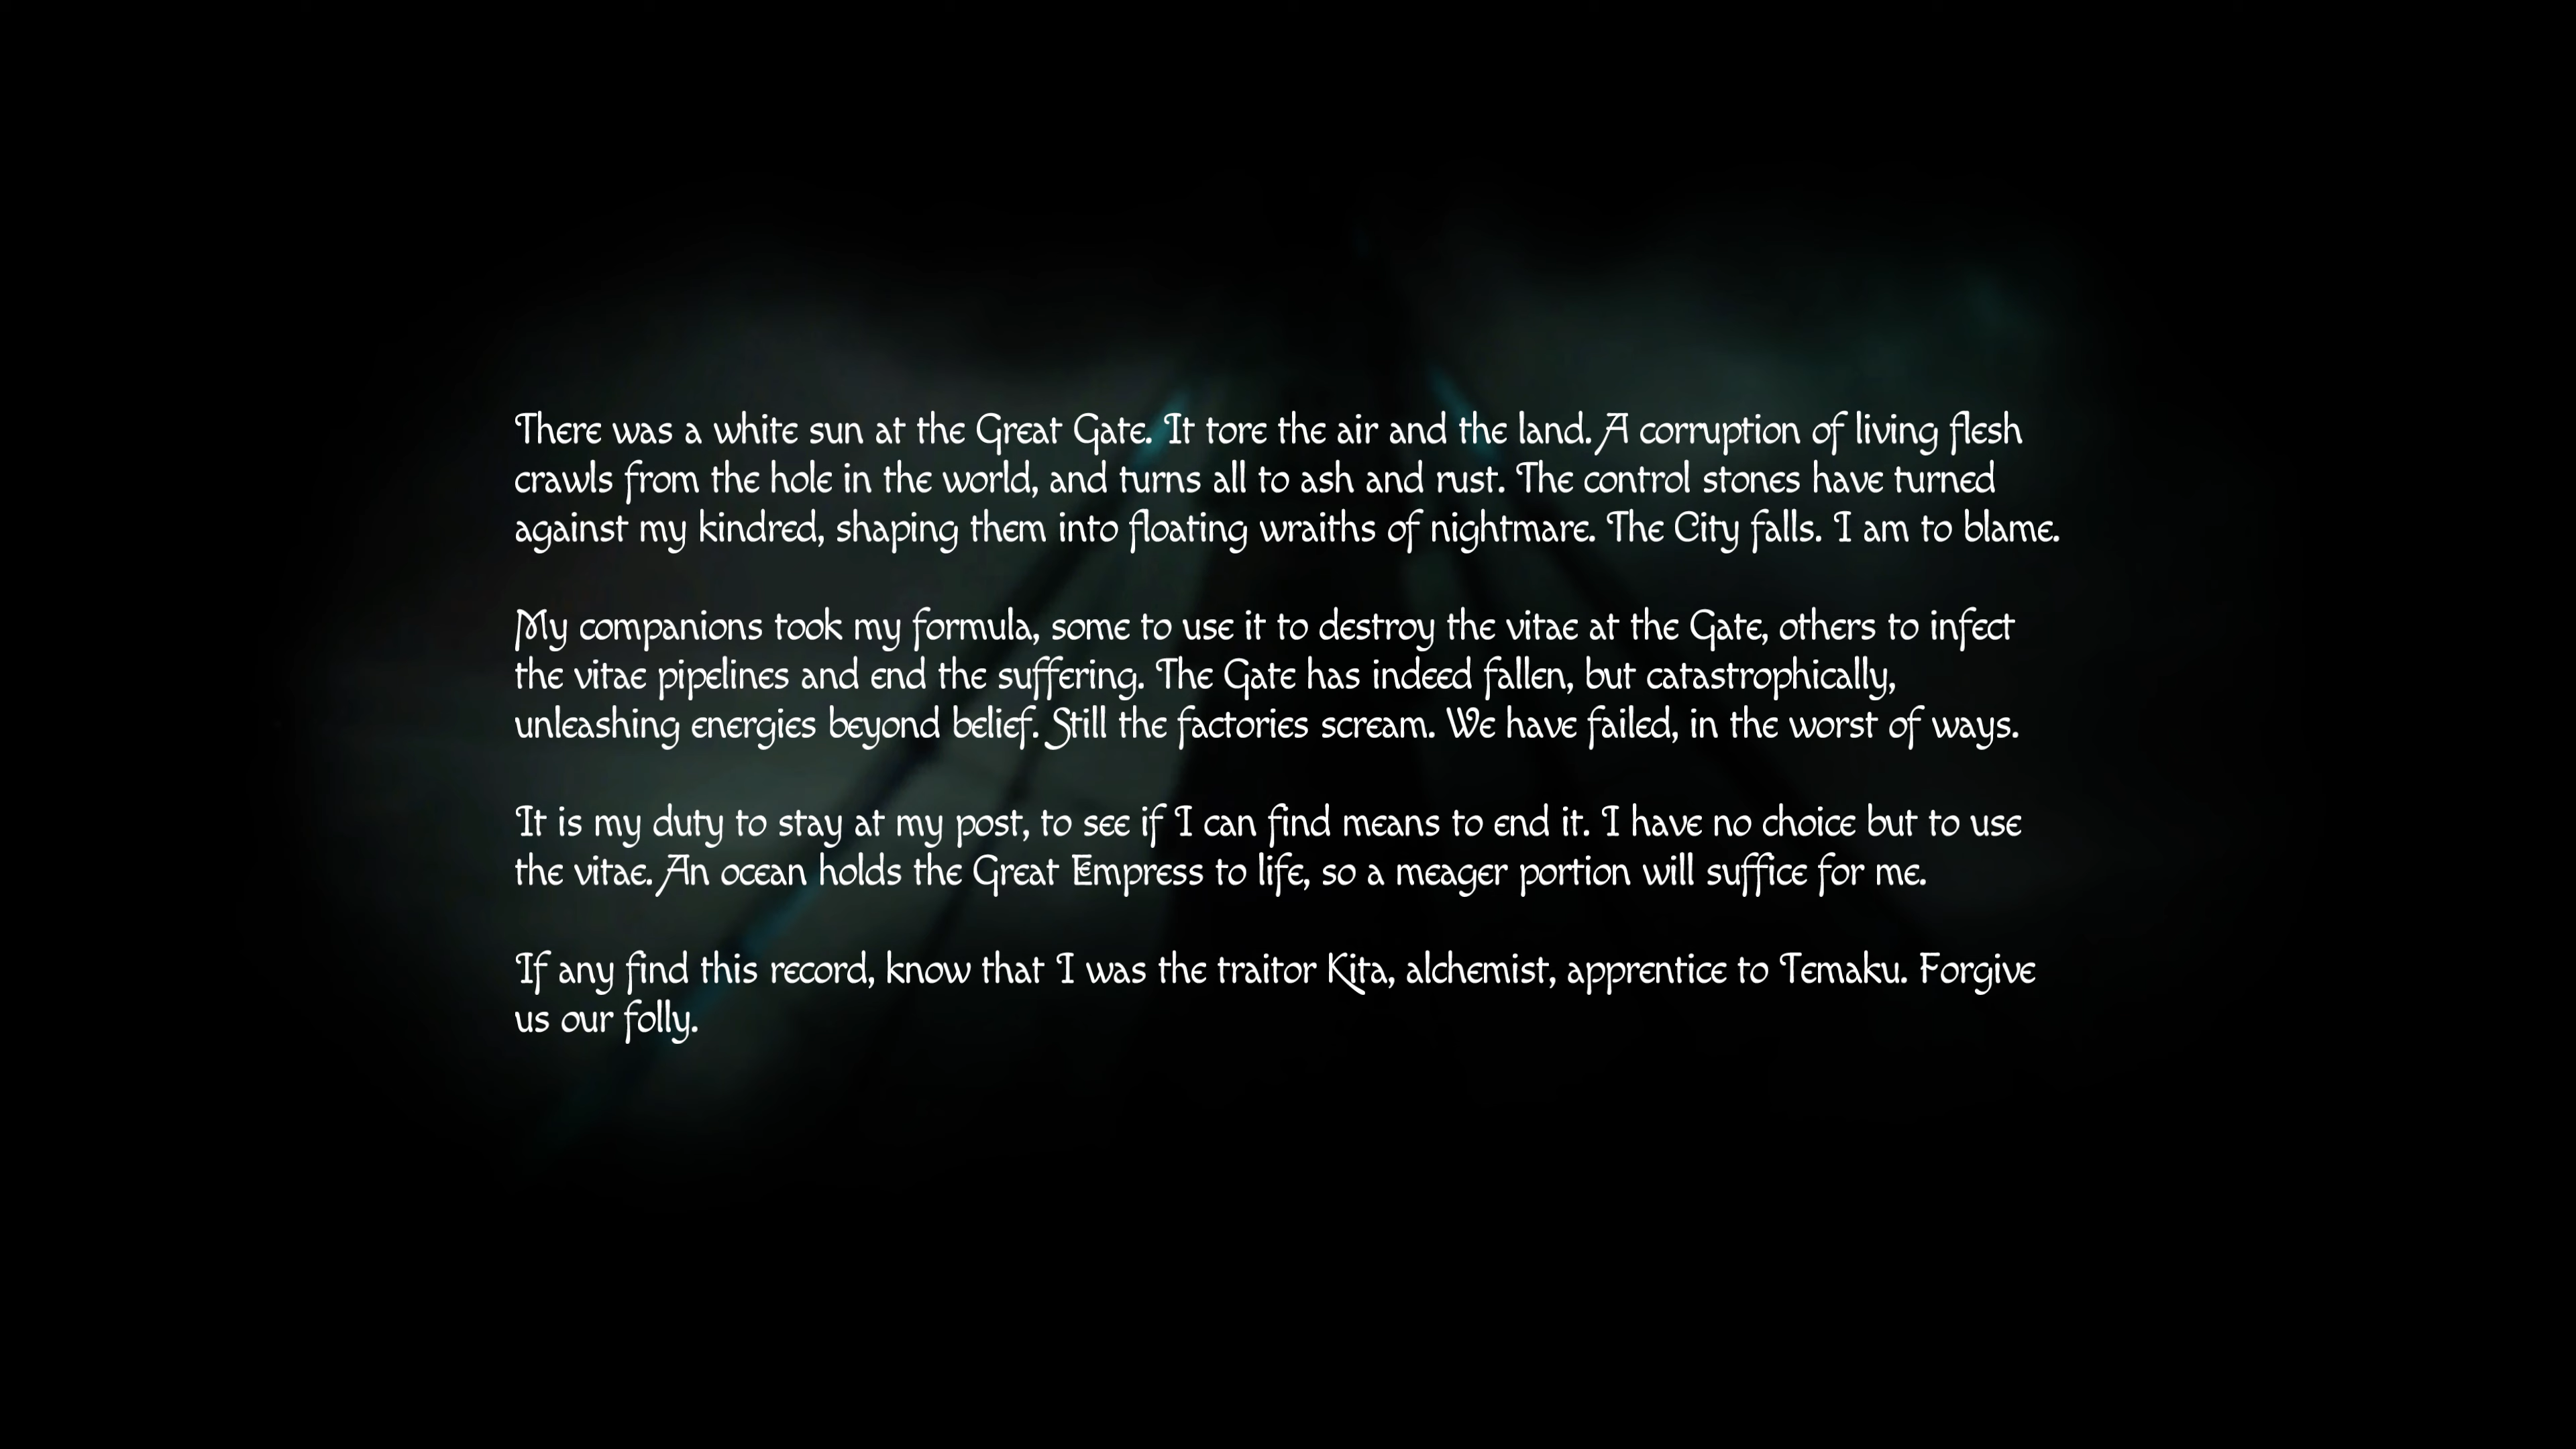 There was a white sun at the Great Gate. It tore the air and the land. A corruption of living flesh
crawls from the hole in the world, and turns all to ash and rust. The control stones have turned
against my kindred, shaping them into floating wraiths of nightmare. The City falls. I am to blame.
My companions took my formula, some to use it to destroy the vitae at the Gate, others to infect
the vitae pipelines and end the suffering. The Gate has indeed fallen, but catastrophically,
unleashing energies beyond belief. Still the factories scream. We have failed, in the worst of ways.
It is my duty to stay at my post, to see if I can find means to end it. I have no choice but to use
the vitae. An ocean holds the Great Empress to life, so a meager portion will suffice for me.
If any find this record, know that I was the traitor Kita, alchemist, apprentice to Temaku. Forgive
us our folly.